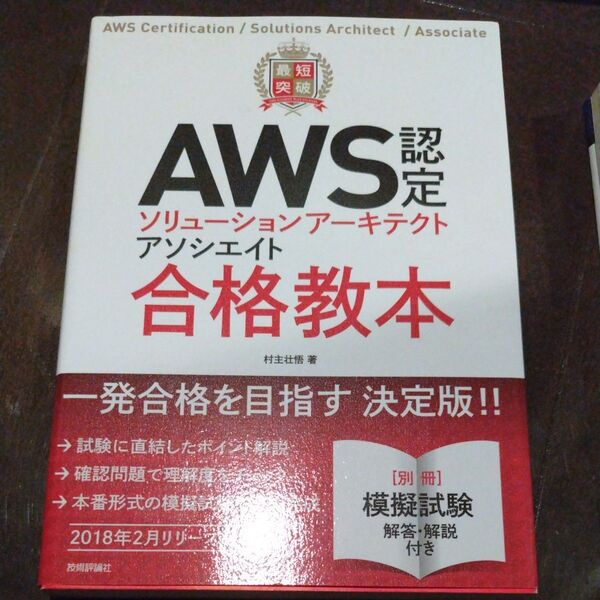 AWS Certification / Solutions Architect / Associate
最短
突破
AWS認定
ソリューションアーキテクト
アソシエイト
合格教本
村主壮悟 著
一発合格を目指す 決定版!!
→試験に直結したポイント解説
→確認問題で理解度を
→本番形式の模擬試
2018年2月リリー
[別冊]
模擬試験
解答・解説
付き
技術評論社